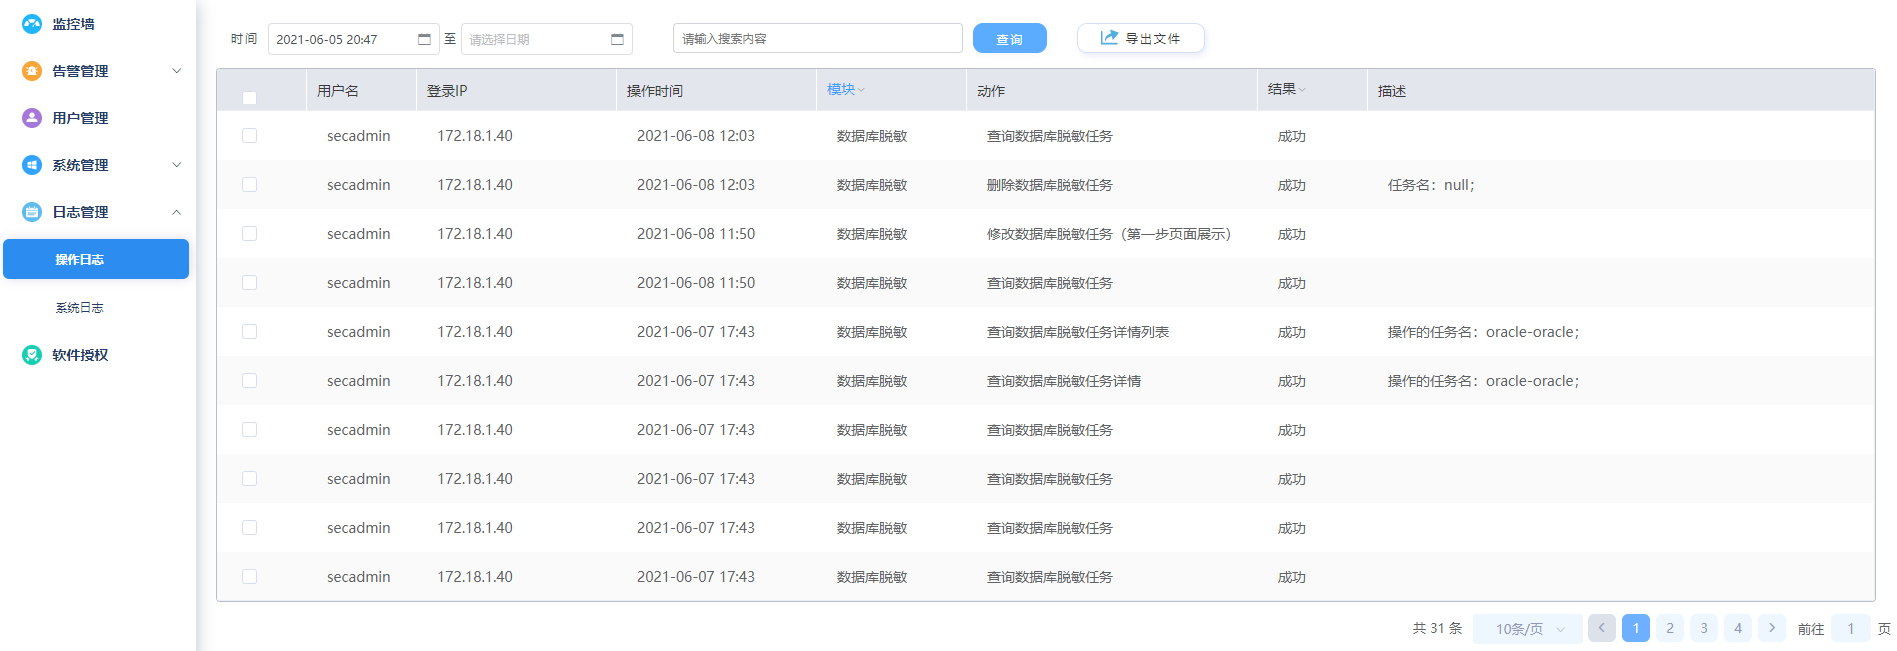 监控墙
告警管理
用户管理
系统管理
日志管理
操作日志
系统日志
软件授权
时间 2021-06-05 20:47 至 请选择日期 请输入搜索内容 查询 导出文件
用户名 登录IP 操作时间 模块 动作 结果 描述
secadmin 172.18.1.40 2021-06-08 12:03 数据库脱敏 查询数据库脱敏任务 成功
secadmin 172.18.1.40 2021-06-08 12:03 数据库脱敏 删除数据库脱敏任务 成功 任务名：null；
secadmin 172.18.1.40 2021-06-08 11:50 数据库脱敏 修改数据库脱敏任务（第一步页面展示） 成功
secadmin 172.18.1.40 2021-06-08 11:50 数据库脱敏 查询数据库脱敏任务 成功
secadmin 172.18.1.40 2021-06-07 17:43 数据库脱敏 查询数据库脱敏任务详情列表 成功 操作的任务名：oracle-oracle；
secadmin 172.18.1.40 2021-06-07 17:43 数据库脱敏 查询数据库脱敏任务详情 成功 操作的任务名：oracle-oracle；
secadmin 172.18.1.40 2021-06-07 17:43 数据库脱敏 查询数据库脱敏任务 成功
secadmin 172.18.1.40 2021-06-07 17:43 数据库脱敏 查询数据库脱敏任务 成功
secadmin 172.18.1.40 2021-06-07 17:43 数据库脱敏 查询数据库脱敏任务 成功
secadmin 172.18.1.40 2021-06-07 17:43 数据库脱敏 查询数据库脱敏任务 成功
共 31 条 10条/页 1 2 3 4 前往 1 页